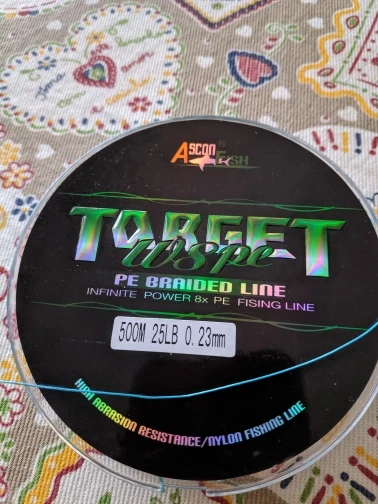 ASCON
FISH
TARGET
W8pe
PE BRAIDED LINE
INFINITE POWER 8x PE FISING LINE
500M 25LB 0.23mm
HIGH ABRASION RESISTANCE/NYLON FISHING LINE